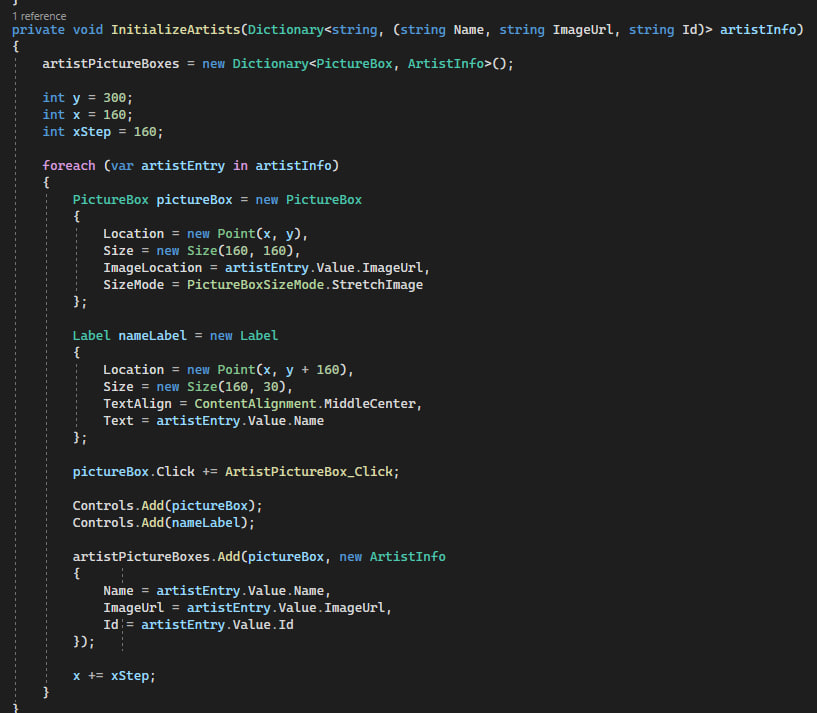 }
1 reference
private void InitializeArtists(Dictionary<string, (string Name, string ImageUrl, string Id)> artistInfo)
{
    artistPictureBoxes = new Dictionary<PictureBox, ArtistInfo>();

    int y = 300;
    int x = 160;
    int xStep = 160;

    foreach (var artistEntry in artistInfo)
    {
        PictureBox pictureBox = new PictureBox
        {
            Location = new Point(x, y),
            Size = new Size(160, 160),
            ImageLocation = artistEntry.Value.ImageUrl,
            SizeMode = PictureBoxSizeMode.StretchImage
        };

        Label nameLabel = new Label
        {
            Location = new Point(x, y + 160),
            Size = new Size(160, 30),
            TextAlign = ContentAlignment.MiddleCenter,
            Text = artistEntry.Value.Name
        };

        pictureBox.Click += ArtistPictureBox_Click;

        Controls.Add(pictureBox);
        Controls.Add(nameLabel);

        artistPictureBoxes.Add(pictureBox, new ArtistInfo
        {
            Name = artistEntry.Value.Name,
            ImageUrl = artistEntry.Value.ImageUrl,
            Id = artistEntry.Value.Id
        });

        x += xStep;
    }
}